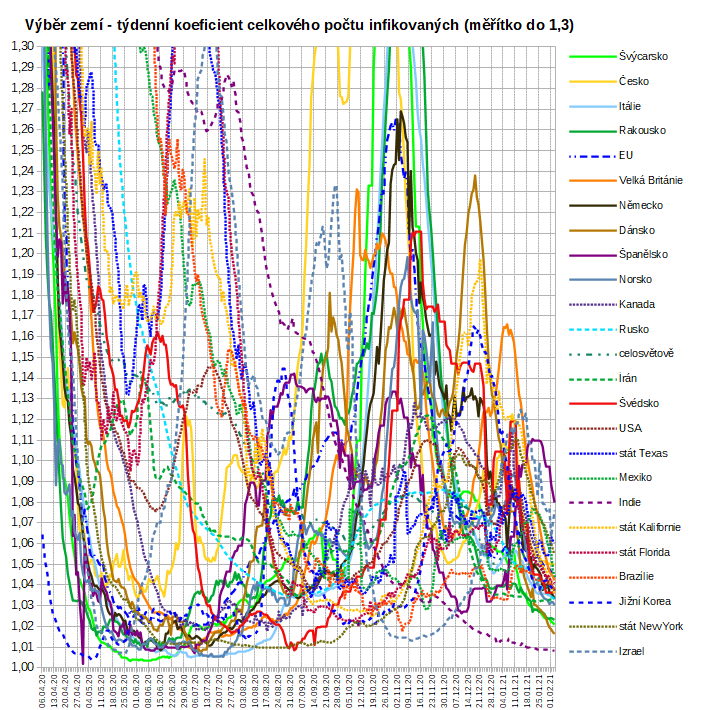 Výběr zemí - týdenní koeficient celkového počtu infikovaných (měřítko do 1,3)
1,30
1,29
1,28
1,27
1,26
1,25
1,24
1,23
1,22
1,21
1,20
1,19
1,18
1,17
1,16
1,15
1,14
1,13
1,12
1,11
1,10
1,09
1,08
1,07
1,06
1,05
1,04
1,03
1,02
1,01
1,00
06.04.20
13.04.20
20.04.20
27.04.20
04.05.20
11.05.20
18.05.20
25.05.20
01.06.20
08.06.20
15.06.20
22.06.20
29.06.20
06.07.20
13.07.20
20.07.20
27.07.20
03.08.20
10.08.20
17.08.20
24.08.20
31.08.20
07.09.20
14.09.20
21.09.20
28.09.20
05.10.20
12.10.20
19.10.20
26.10.20
02.11.20
09.11.20
16.11.20
23.11.20
30.11.20
07.12.20
14.12.20
21.12.20
28.12.20
04.01.21
11.01.21
18.01.21
25.01.21
01.02.21
Švýcarsko
Česko
Itálie
Rakousko
EU
Velká Británie
Německo
Dánsko
Španělsko
Norsko
Kanada
Rusko
celosvětově
Írán
Švédsko
USA
stát Texas
Mexiko
Indie
stát Kalifornie
stát Florida
Brazilie
Jižní Korea
stát New York
Izrael